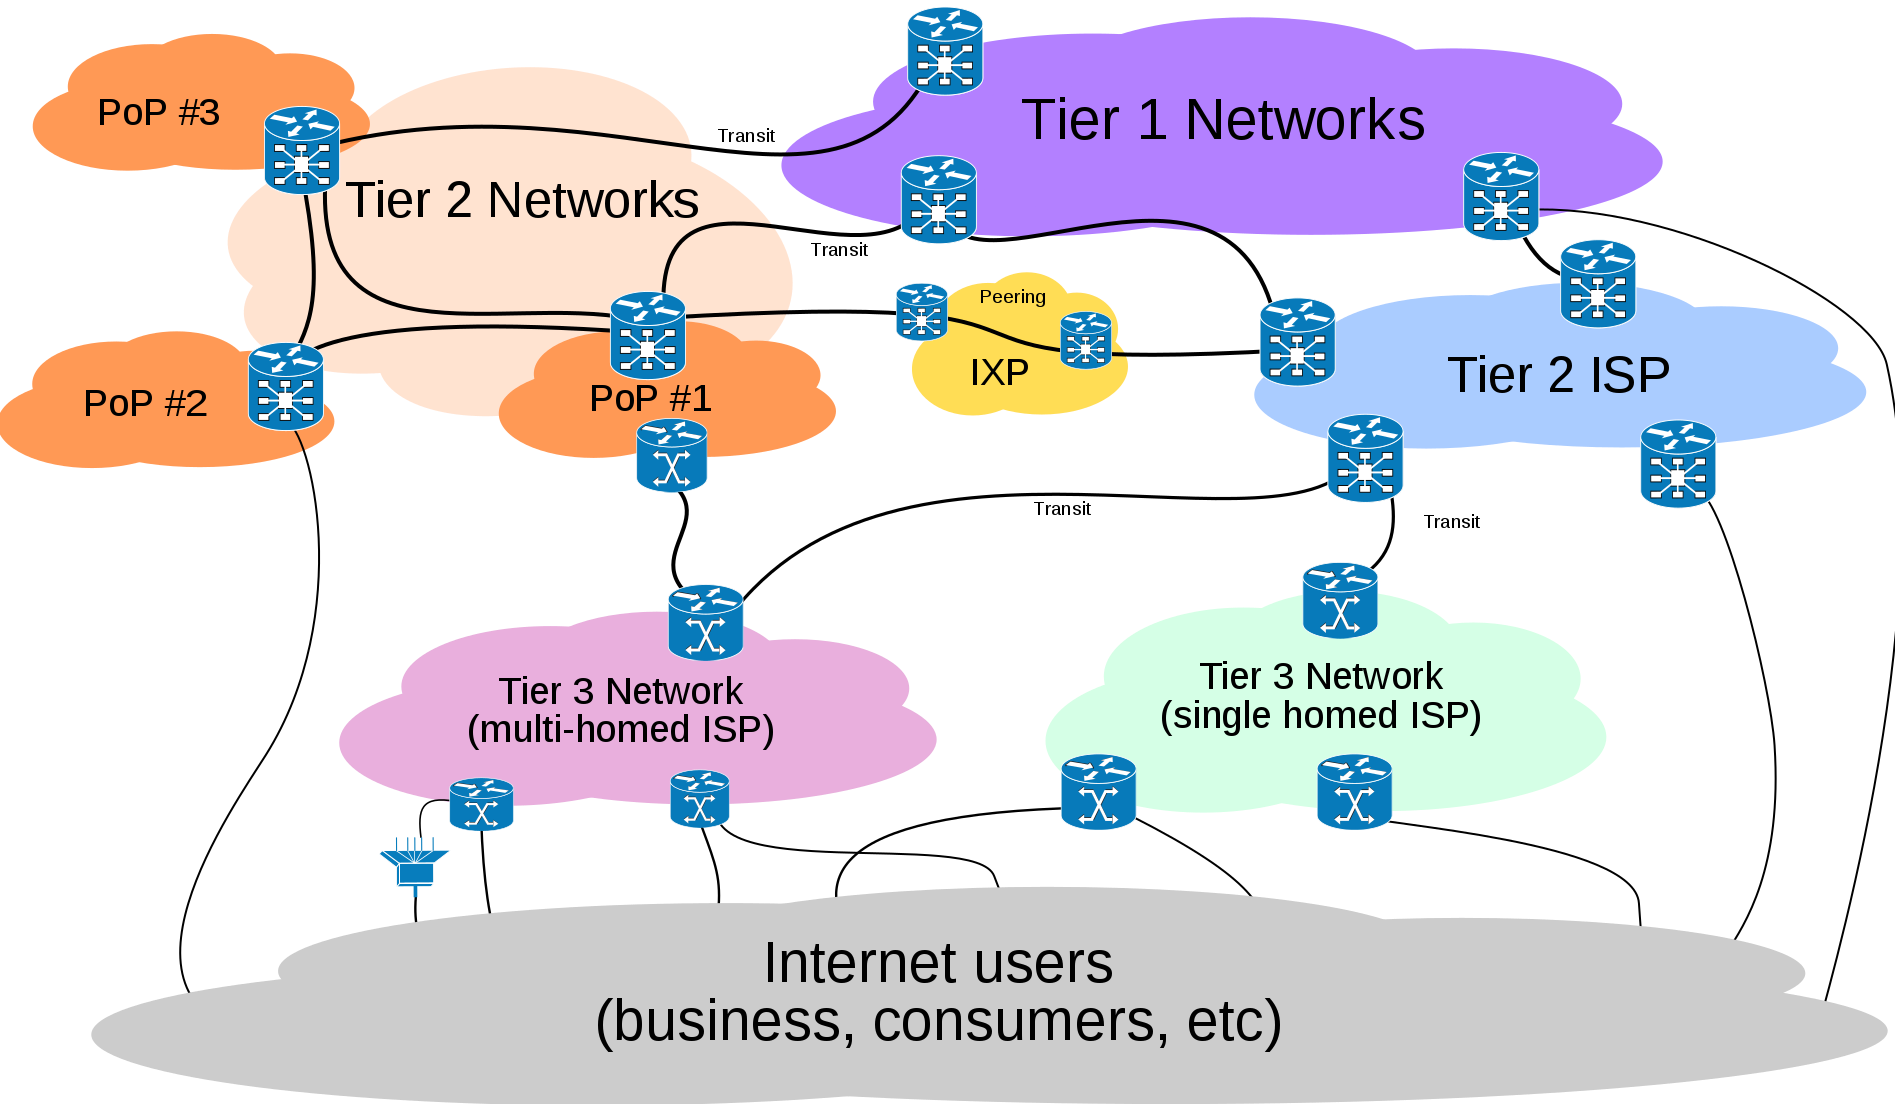 PoP #3
Tier 1 Networks
Transit
Tier 2 Networks
Transit
Peering
IXP
Tier 2 ISP
PoP #2
PoP #1
Transit
Transit
Tier 3 Network
(multi-homed ISP)
Tier 3 Network
(single homed ISP)
Internet users
(business, consumers, etc)